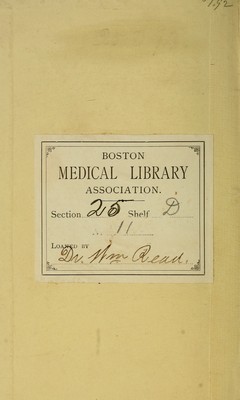 BOSTON
MEDICAL LIBRARY
ASSOCIATION.
Section 25 Shelf D
11
LOANED BY
Dr. Wm Read.